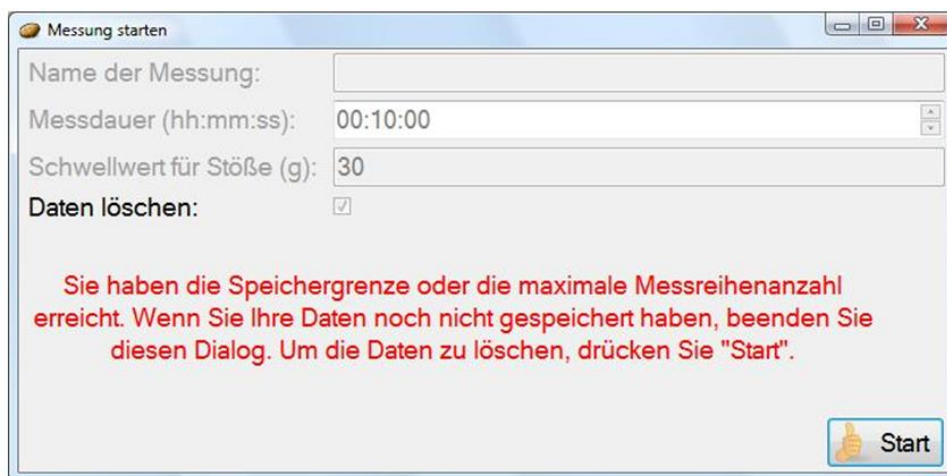 Messung starten
Name der Messung:
Messdauer (hh:mm:ss): 00:10:00
Schwellwert für Stöße (g): 30
Daten löschen:
Sie haben die Speichergrenze oder die maximale Messreihenanzahl
erreicht. Wenn Sie Ihre Daten noch nicht gespeichert haben, beenden Sie
diesen Dialog. Um die Daten zu löschen, drücken Sie "Start".
Start